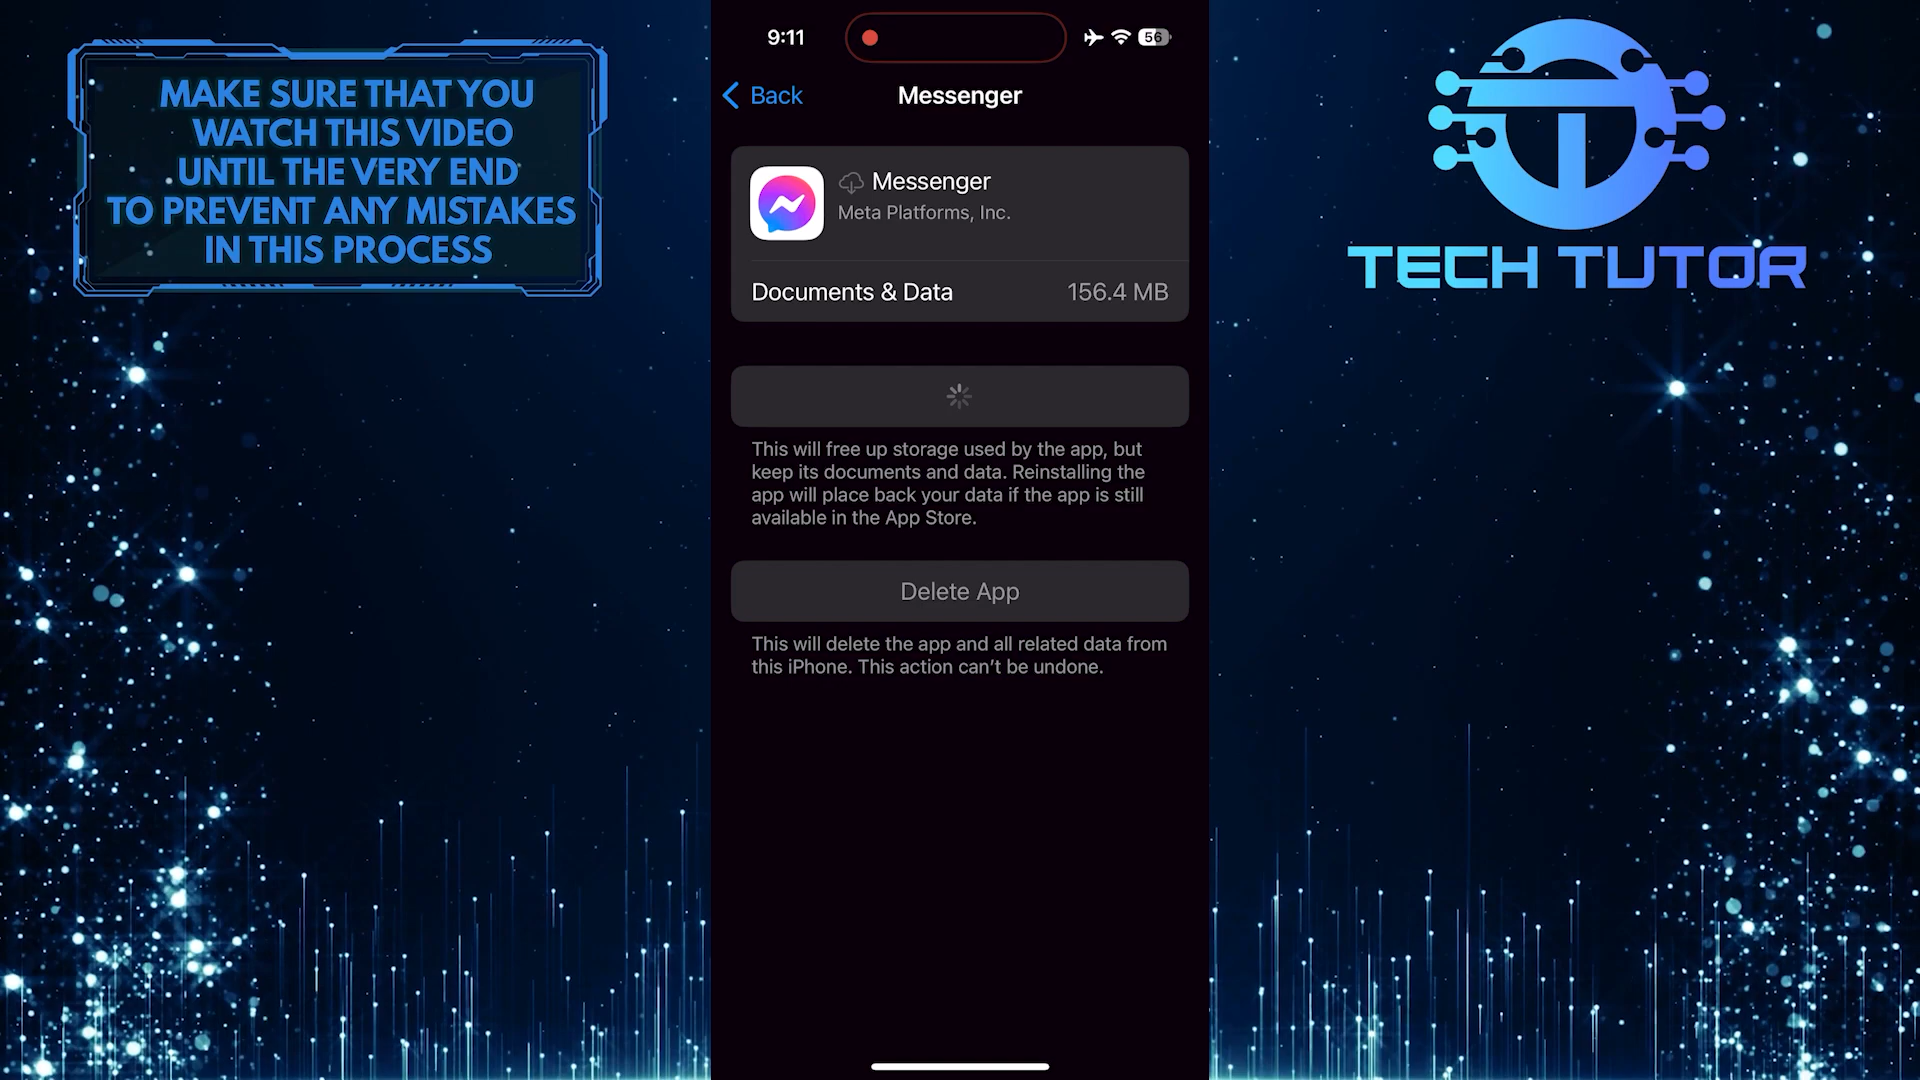 MAKE SURE THAT YOU
WATCH THIS VIDEO
UNTIL THE VERY END
TO PREVENT ANY MISTAKES
IN THIS PROCESS
9:11
56
Back
Messenger
Messenger
Meta Platforms, Inc.
Documents & Data
156.4 MB
This will free up storage used by the app, but
keep its documents and data. Reinstalling the
app will place back your data if the app is still
available in the App Store.
Delete App
This will delete the app and all related data from
this iPhone. This action can’t be undone.
TECH TUTOR